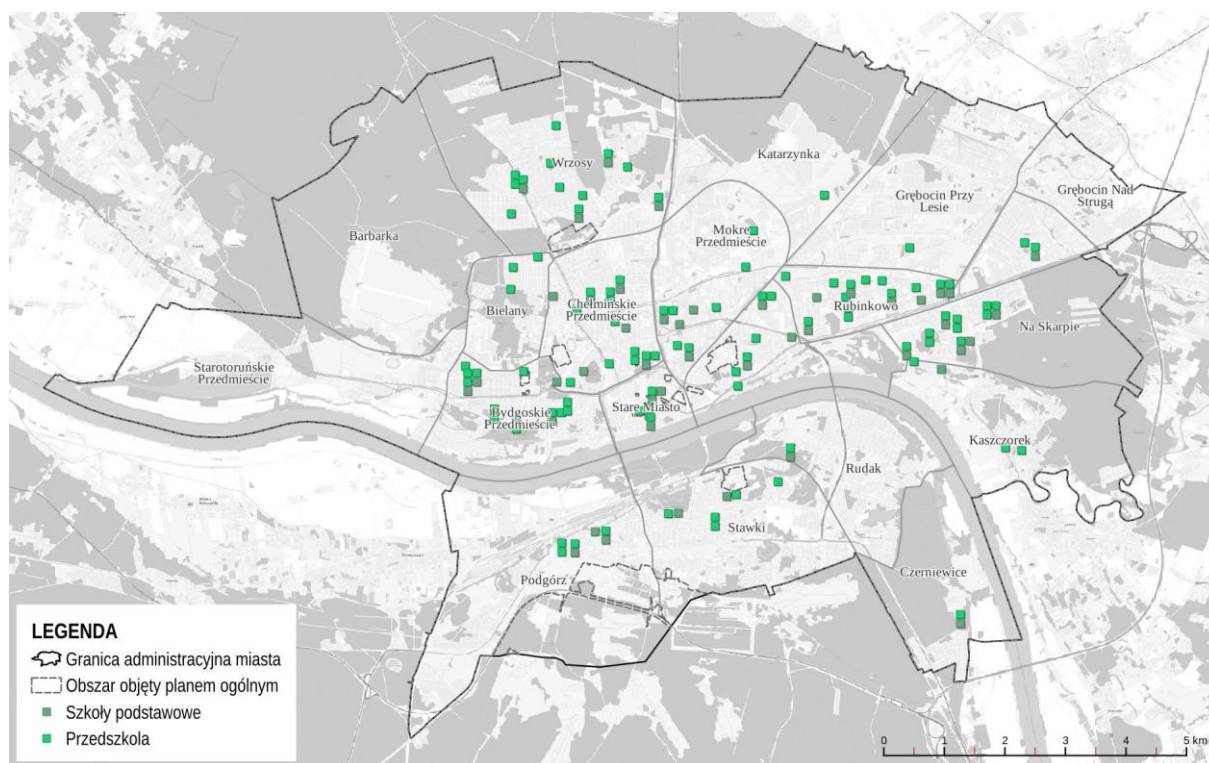 Katarzynka
Wrzosy
Grębocin Przy
Lesie
Grębocin Nad
Strugą
Barbarka
Mokre
Przedmieście
Bielany
Chełmińskie
Przedmieście
Rubinkowo
Na Skarpie
Starotoruńskie
Przedmieście
Bydgoskie
Przedmieście
Stare Miasto
Kaszczorek
Rudak
Stawki
Podgórz
Czerniewice
LEGENDA
Granica administracyjna miasta
Obszar objęty planem ogólnym
Szkoły podstawowe
Przedszkola
0 1 2 3 4 5 km